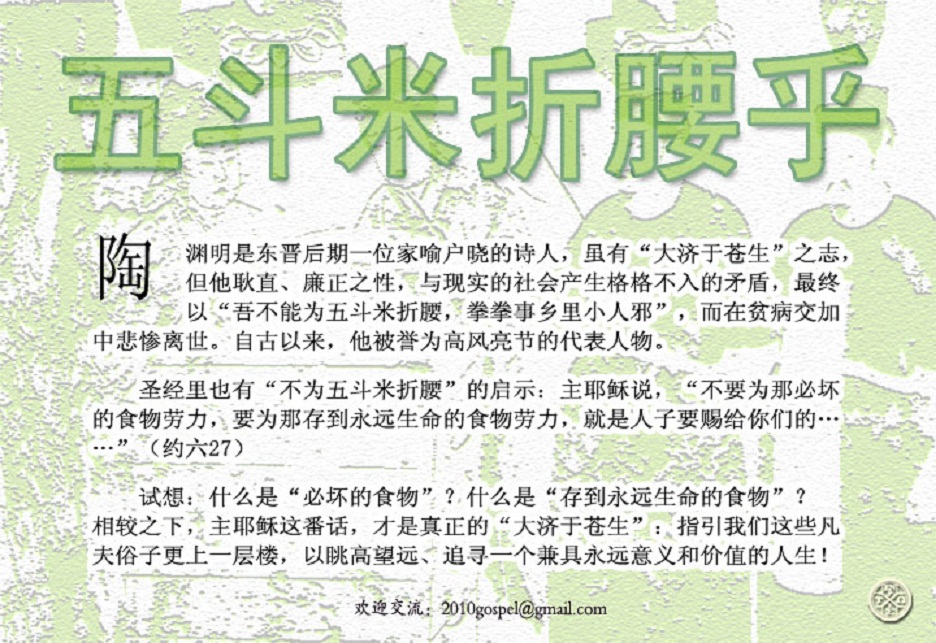 五斗米折腰乎
陶渊明是东晋后期一位家喻户晓的诗人，虽有“大济于苍生”之志，
但他耿直、廉正之性，与现实的社会产生格格不入的矛盾，最终
以“吾不能为五斗米折腰，拳拳事乡里小人邪”，而在贫病交加
中悲惨离世。自古以来，他被誉为高风亮节的代表人物。
圣经里也有“不为五斗米折腰”的启示：主耶稣说，“不要为那必坏
的食物劳力，要为那存到永远生命的食物劳力，就是人子要赐给你们的…
…”（约六27）
试想：什么是“必坏的食物”？什么是“存到永远生命的食物”？
相较之下，主耶稣这番话，才是真正的“大济于苍生”：指引我们这些凡
夫俗子更上一层楼，以眺高望远、追寻一个兼具永远意义和价值的人生！
欢迎交流：2010gospel@gmail.com